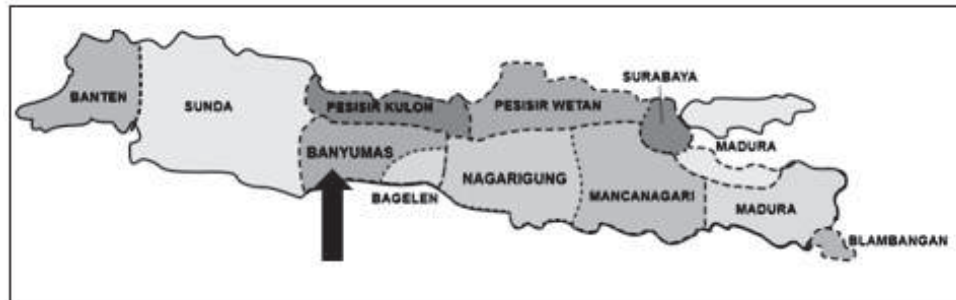 SURABAYA
BANTEN
SUNDA
PESISIR KULON
PESISIR WETAN
BANYUMAS
MADURA
NAGARIGUNG
BAGELEN
MANCANAGARI
MADURA
BLAMBANGAN